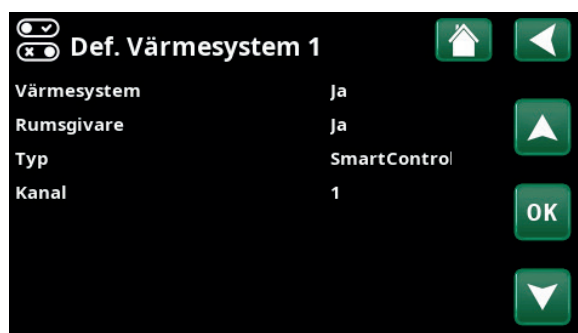 Def. Värmesystem 1
Värmesystem Ja
Rumsgivare Ja
Typ SmartControl
Kanal 1
OK